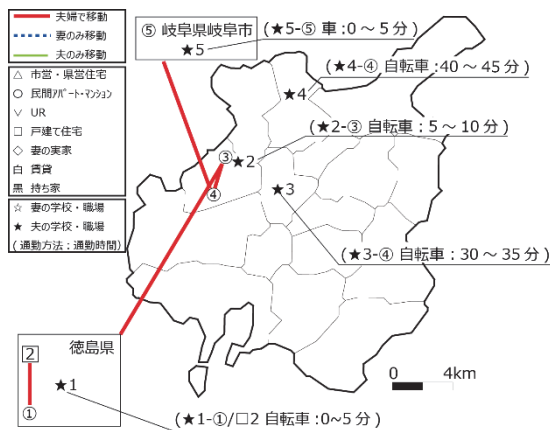 夫婦で移動
妻のみ移動
夫のみ移動
△ 市営・県営住宅
○ 民間アパート・マンション
∨ UR
□ 戸建て住宅
◇ 妻の実家
白 賃貸
黒 持ち家
☆ 妻の学校・職場
★ 夫の学校・職場
(通勤方法:通勤時間)
⑤ 岐阜県岐阜市
★5
(★5-⑤ 車:0～5分)
(★4-④ 自転車:40～45分)
★4
(★2-③ 自転車:5～10分)
③
★2
④
★3
(★3-④ 自転車:30～35分)
徳島県
2
★1
①
0 4km
(★1-①/□2 自転車:0~5分)